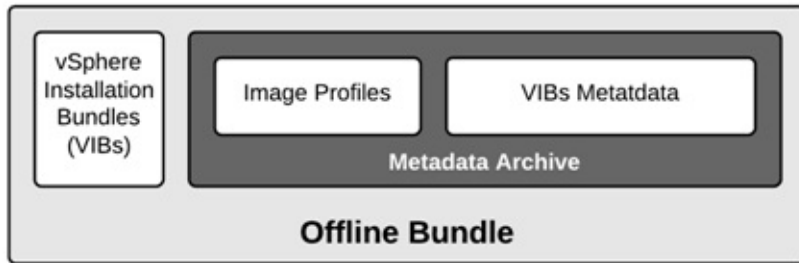 vSphere
Installation
Bundles
(VIBs)
Image Profiles
VIBs Metatdata
Metadata Archive
Offline Bundle